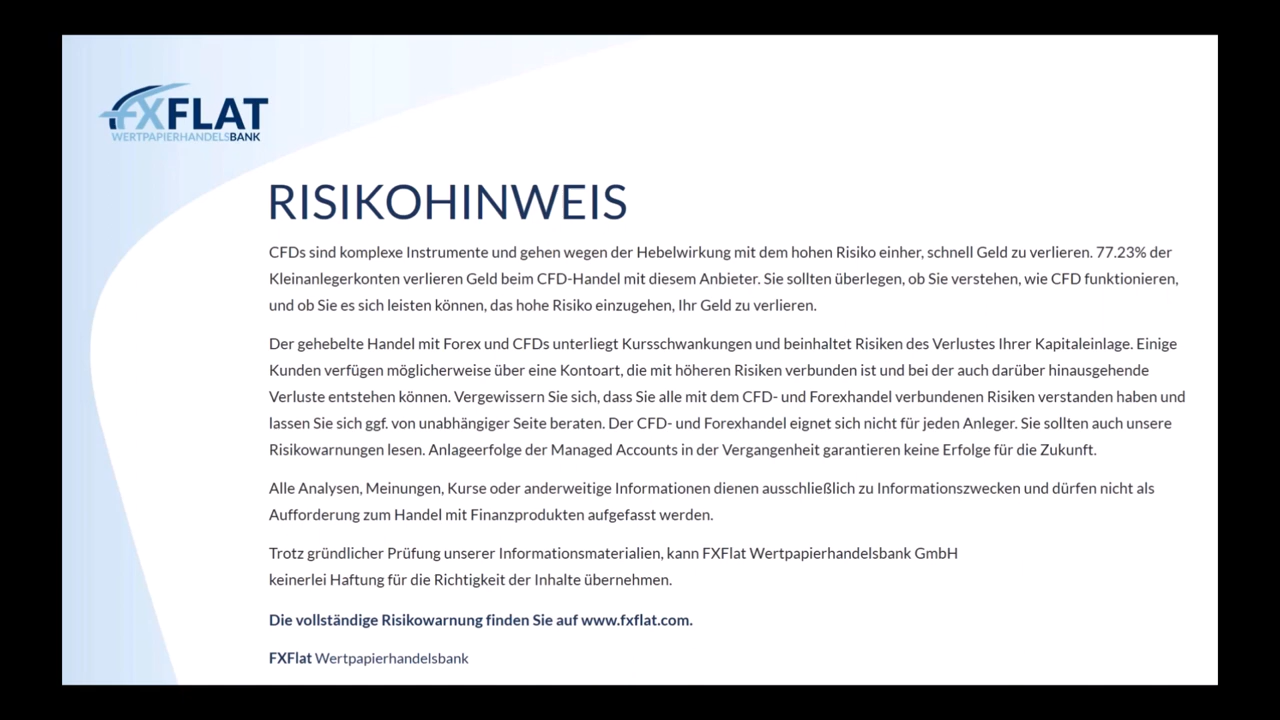 FXFLAT
WERTPAPIERHANDELSBANK
RISIKOHINWEIS
CFDs sind komplexe Instrumente und gehen wegen der Hebelwirkung mit dem hohen Risiko einher, schnell Geld zu verlieren. 77.23% der
Kleinanlegerkonten verlieren Geld beim CFD-Handel mit diesem Anbieter. Sie sollten überlegen, ob Sie verstehen, wie CFD funktionieren,
und ob Sie es sich leisten können, das hohe Risiko einzugehen, Ihr Geld zu verlieren.
Der gehebelte Handel mit Forex und CFDs unterliegt Kursschwankungen und beinhaltet Risiken des Verlustes Ihrer Kapitaleinlage. Einige
Kunden verfügen möglicherweise über eine Kontoart, die mit höheren Risiken verbunden ist und bei der auch darüber hinausgehende
Verluste entstehen können. Vergewissern Sie sich, dass Sie alle mit dem CFD- und Forexhandel verbundenen Risiken verstanden haben und
lassen Sie sich ggf. von unabhängiger Seite beraten. Der CFD- und Forexhandel eignet sich nicht für jeden Anleger. Sie sollten auch unsere
Risikowarnungen lesen. Anlageerfolge der Managed Accounts in der Vergangenheit garantieren keine Erfolge für die Zukunft.
Alle Analysen, Meinungen, Kurse oder anderweitige Informationen dienen ausschließlich zu Informationszwecken und dürfen nicht als
Aufforderung zum Handel mit Finanzprodukten aufgefasst werden.
Trotz gründlicher Prüfung unserer Informationsmaterialien, kann FXFlat Wertpapierhandelsbank GmbH
keinerlei Haftung für die Richtigkeit der Inhalte übernehmen.
Die vollständige Risikowarnung finden Sie auf www.fxflat.com.
FXFlat Wertpapierhandelsbank